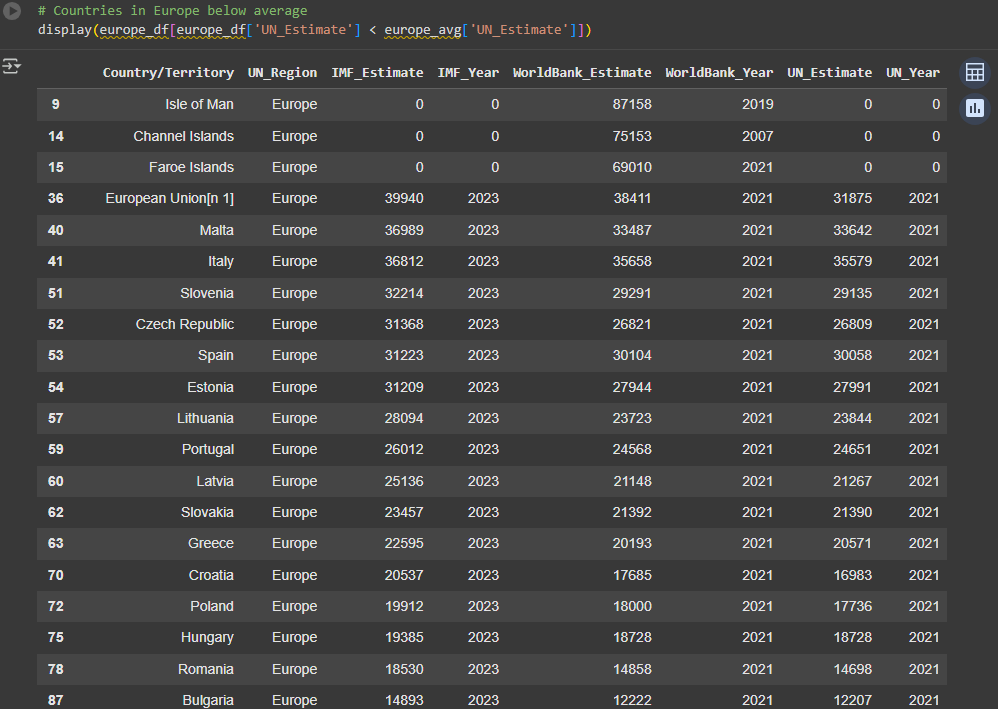 # Countries in Europe below average
display(europe_df[europe_df['UN_Estimate'] < europe_avg['UN_Estimate']])
Country/Territory UN_Region IMF_Estimate IMF_Year WorldBank_Estimate WorldBank_Year UN_Estimate UN_Year
9 Isle of Man Europe 0 0 87158 2019 0 0
14 Channel Islands Europe 0 0 75153 2007 0 0
15 Faroe Islands Europe 0 0 69010 2021 0 0
36 European Union[n 1] Europe 39940 2023 38411 2021 31875 2021
40 Malta Europe 36989 2023 33487 2021 33642 2021
41 Italy Europe 36812 2023 35658 2021 35579 2021
51 Slovenia Europe 32214 2023 29291 2021 29135 2021
52 Czech Republic Europe 31368 2023 26821 2021 26809 2021
53 Spain Europe 31223 2023 30104 2021 30058 2021
54 Estonia Europe 31209 2023 27944 2021 27991 2021
57 Lithuania Europe 28094 2023 23723 2021 23844 2021
59 Portugal Europe 26012 2023 24568 2021 24651 2021
60 Latvia Europe 25136 2023 21148 2021 21267 2021
62 Slovakia Europe 23457 2023 21392 2021 21390 2021
63 Greece Europe 22595 2023 20193 2021 20571 2021
70 Croatia Europe 20537 2023 17685 2021 16983 2021
72 Poland Europe 19912 2023 18000 2021 17736 2021
75 Hungary Europe 19385 2023 18728 2021 18728 2021
78 Romania Europe 18530 2023 14858 2021 14698 2021
87 Bulgaria Europe 14893 2023 12222 2021 12207 2021